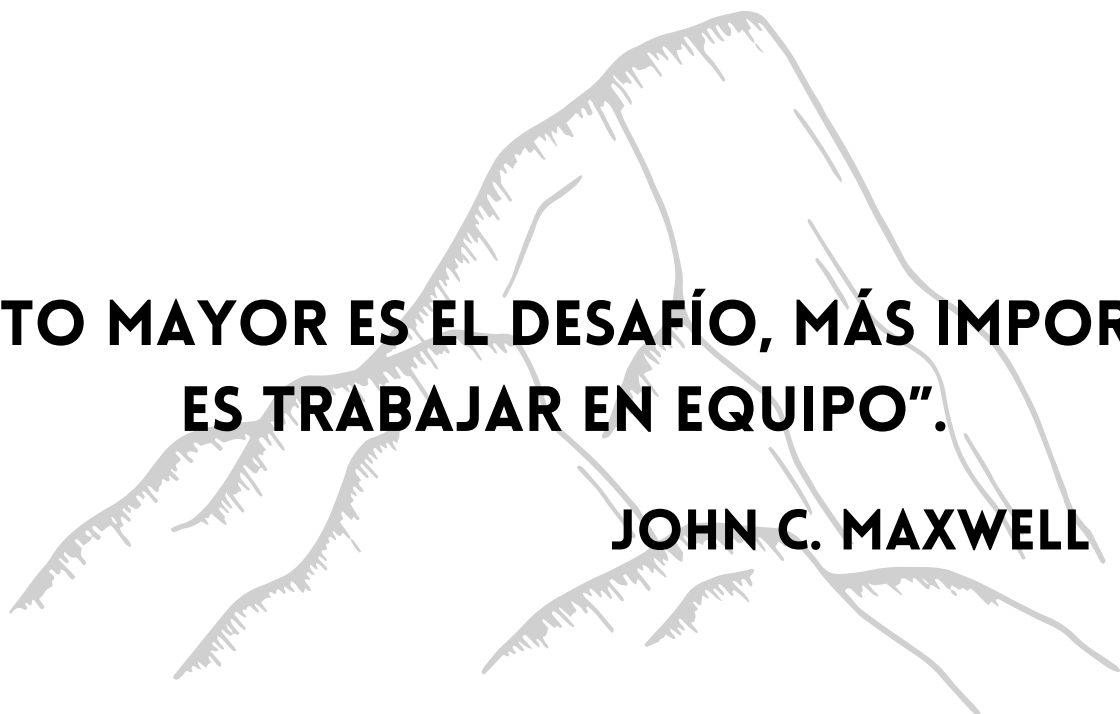 TO MAYOR ES EL DESAFÍO, MÁS IMPOR
ES TRABAJAR EN EQUIPO”.
JOHN C. MAXWELL